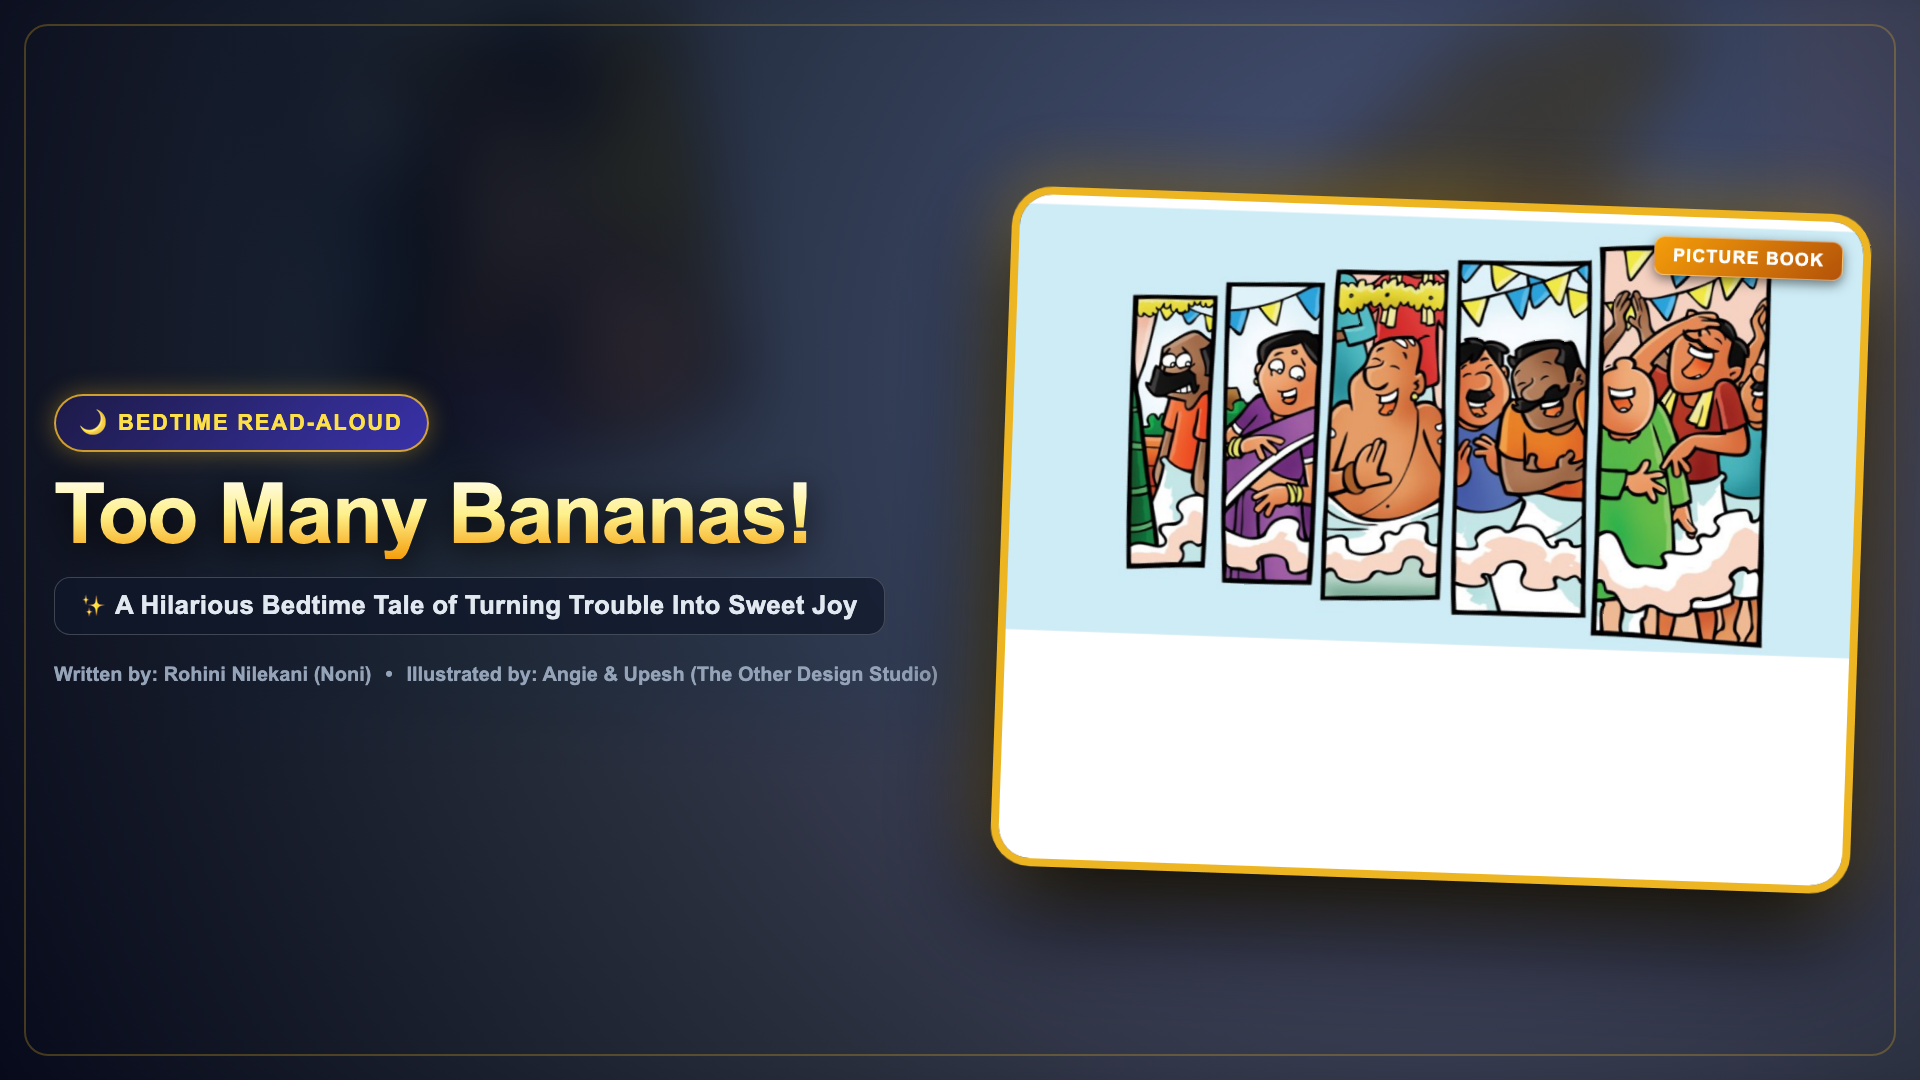 🌙 BEDTIME READ-ALOUD
Too Many Bananas!
✨ A Hilarious Bedtime Tale of Turning Trouble Into Sweet Joy
Written by: Rohini Nilekani (Noni) • Illustrated by: Angie & Upesh (The Other Design Studio)
PICTURE BOOK